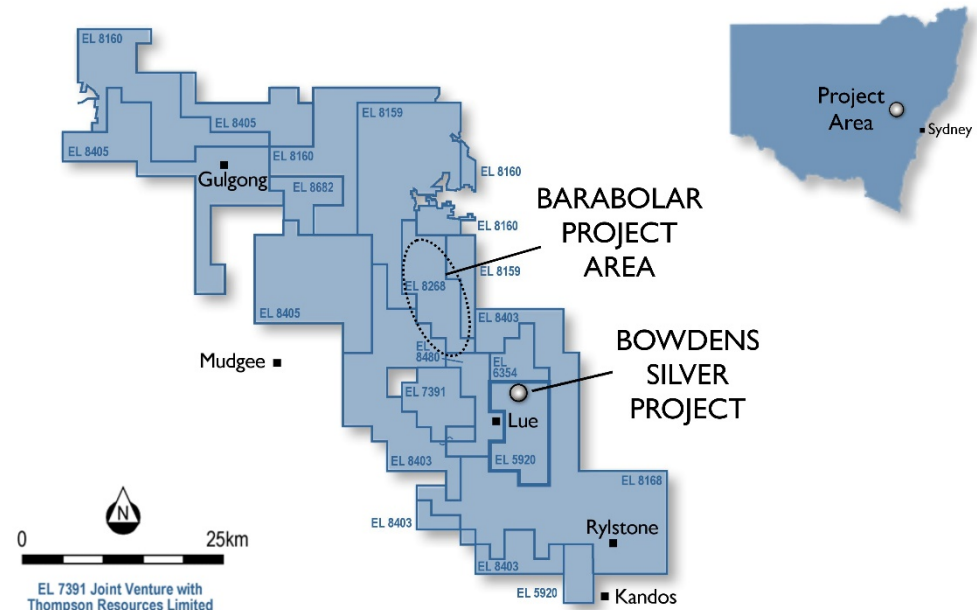 EL 8160
EL 8159
EL 8405
EL 8405
EL 8160
Gulgong
EL 8682
EL 8160
EL 8160
BARABOLAR
PROJECT
AREA
EL 8159
EL 8268
EL 8405
EL 8403
Mudgee
EL
8480
EL
6354
BOWDENS
SILVER
PROJECT
EL 7391
Lue
EL 8403
EL 5920
EL 8168
EL 8403
Rylstone
EL 8403
EL 5920
Kandos
Project
Area
Sydney
N
0 25km
EL 7391 Joint Venture with
Thompson Resources Limited